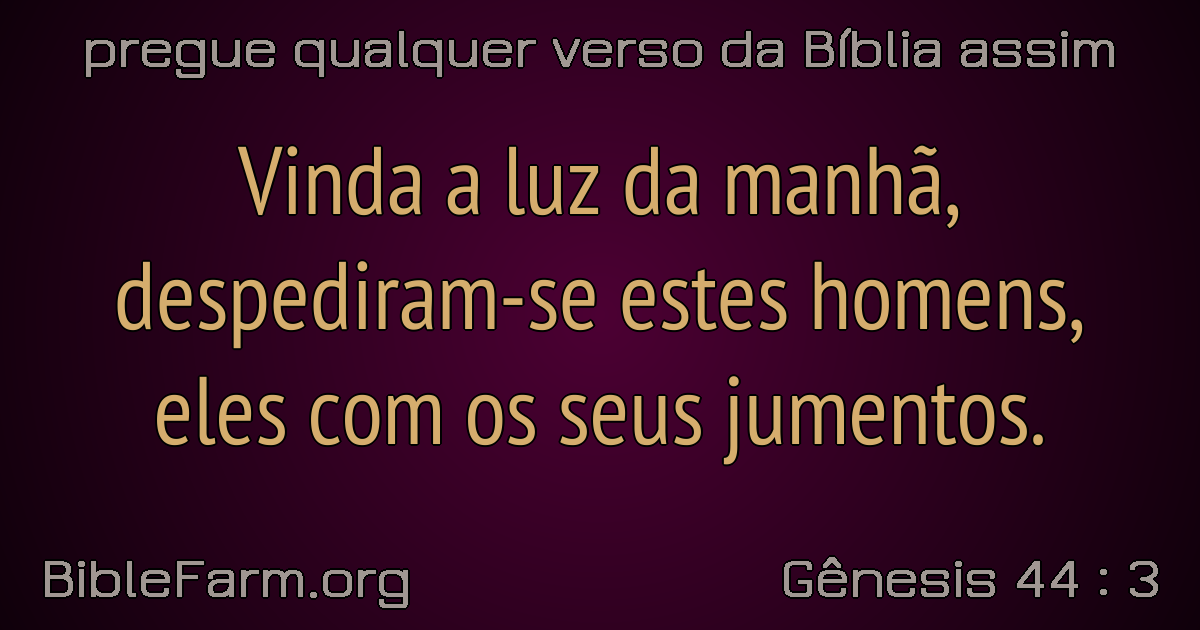 pregue qualquer verso da Bíblia assim
Vinda a luz da manhã,
despediram-se estes homens,
eles com os seus jumentos.
BibleFarm.org
Gênesis 44 : 3